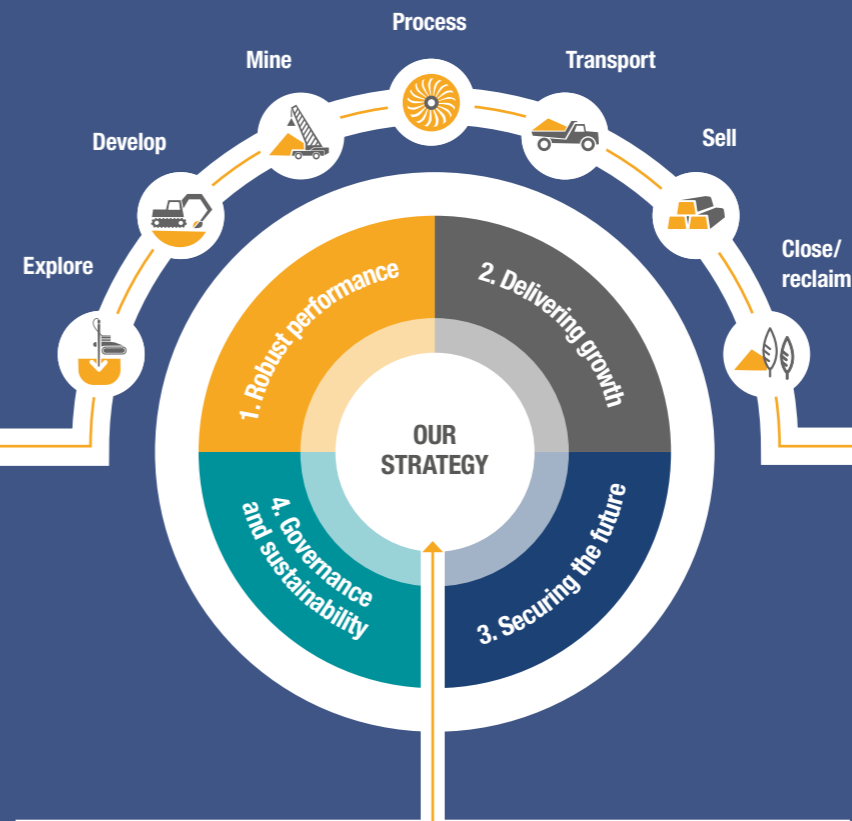 Process
Mine
Transport
Develop
Sell
Explore
Close/
reclaim
1. Robust performance
2. Delivering growth
OUR
STRATEGY
4. Governance
and sustainability
3. Securing the future